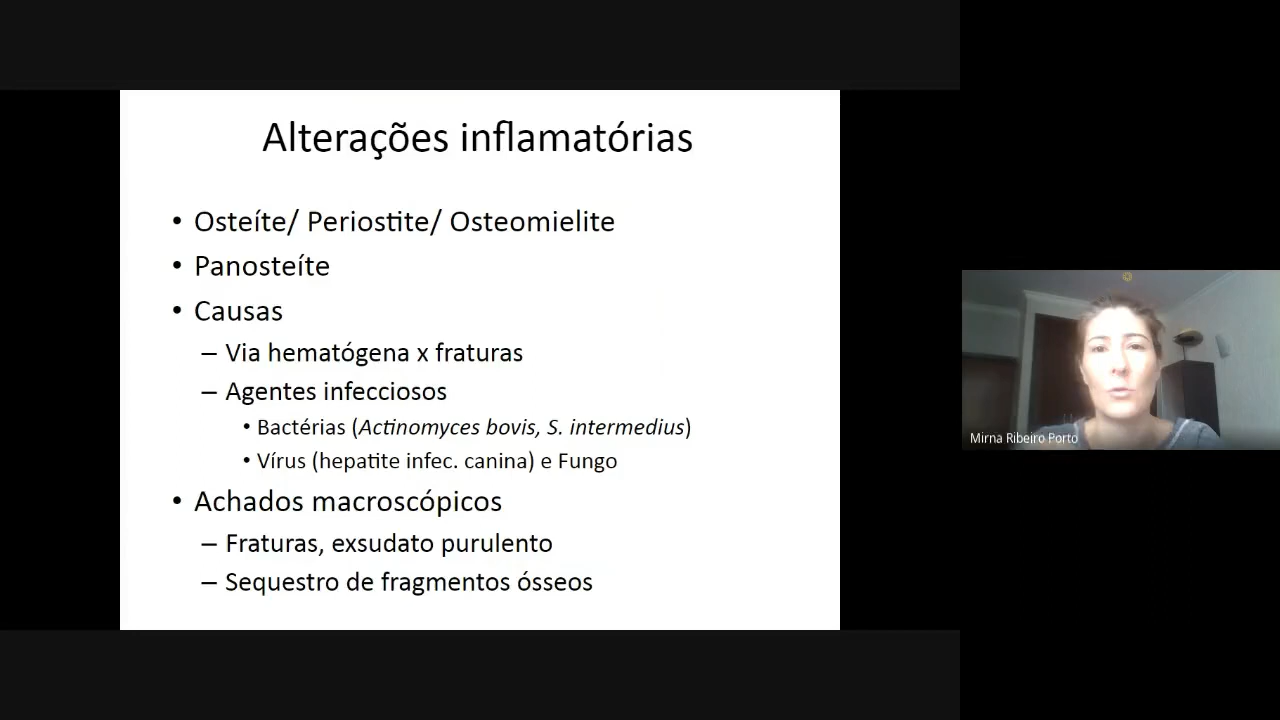 Alterações inflamatórias
• Osteíte/ Periostite/ Osteomielite
• Panosteíte
• Causas
– Via hematógena x fraturas
– Agentes infecciosos
• Bactérias (Actinomyces bovis, S. intermedius)
• Vírus (hepatite infec. canina) e Fungo
• Achados macroscópicos
– Fraturas, exsudato purulento
– Sequestro de fragmentos ósseos
Mirna Ribeiro Porto